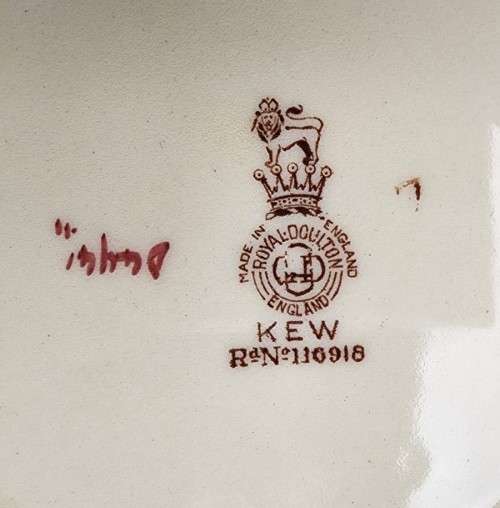 MADE IN ENGLAND
ROYAL·DOULTON
ENGLAND
KEW
RdNo116918